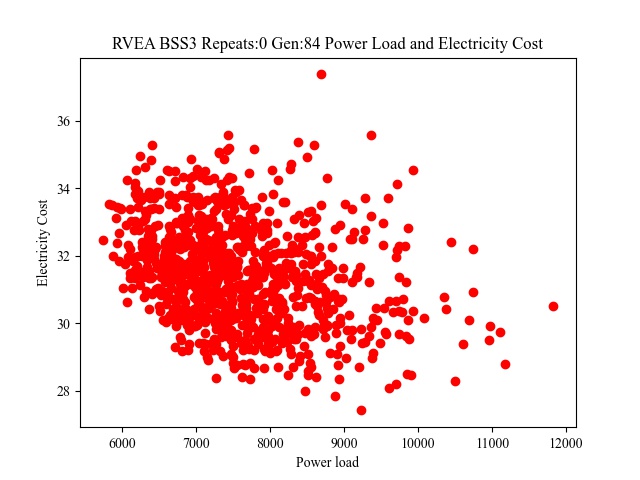 RVEA BSS3 Repeats:0 Gen:84 Power Load and Electricity Cost
36
34
32
30
28
Electricity Cost
6000 7000 8000 9000 10000 11000 12000
Power load